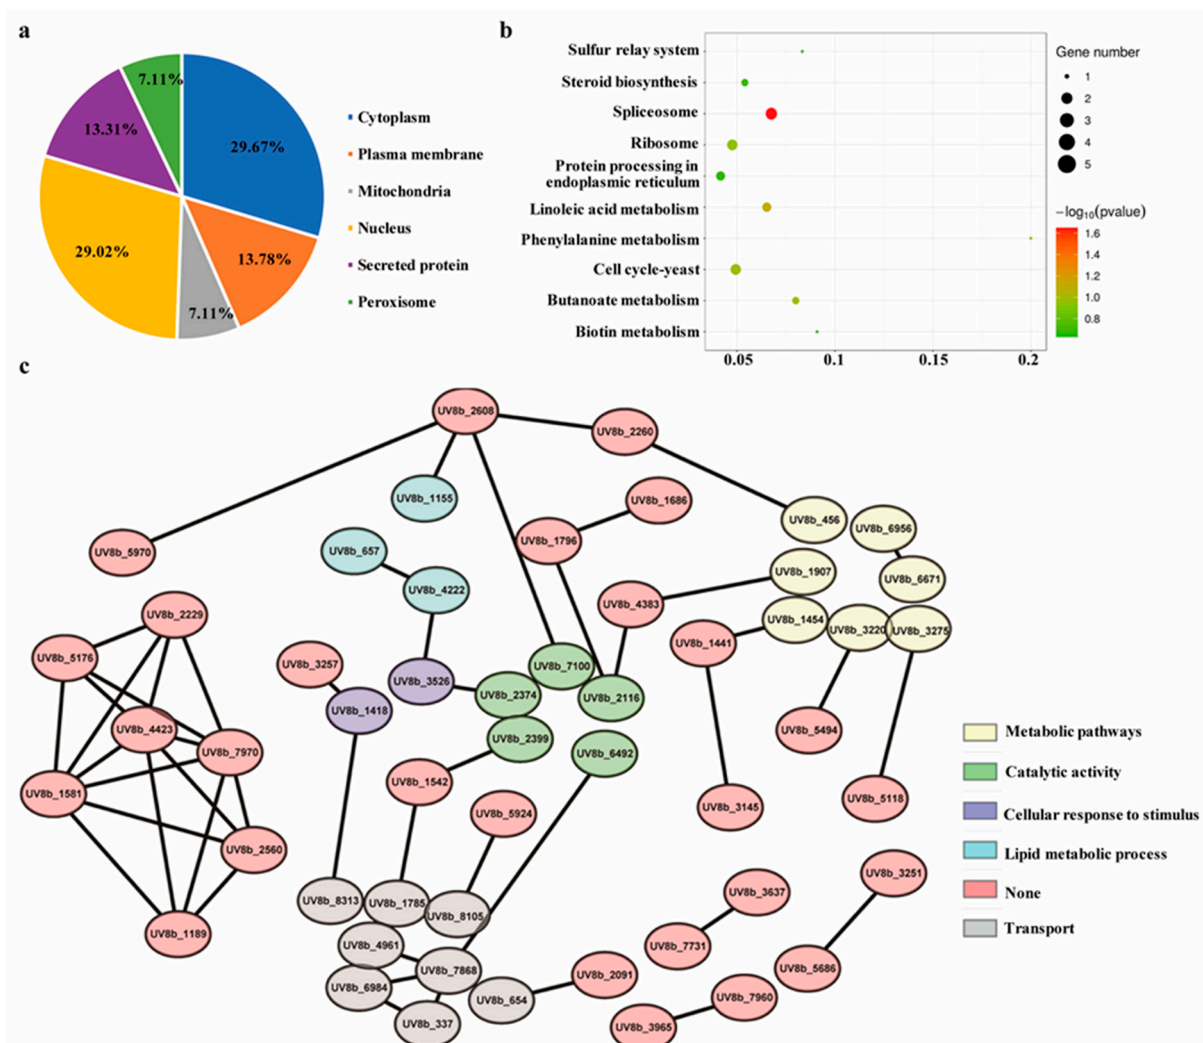 a
7.11%
13.31%
29.67%
29.02%
13.78%
7.11%
Cytoplasm
Plasma membrane
Mitochondria
Nucleus
Secreted protein
Peroxisome
b
Sulfur relay system
Steroid biosynthesis
Spliceosome
Ribosome
Protein processing in
endoplasmic reticulum
Linoleic acid metabolism
Phenylalanine metabolism
Cell cycle-yeast
Butanoate metabolism
Biotin metabolism
0.05 0.1 0.15 0.2
Gene number
1
2
3
4
5
−log10(pvalue)
1.6
1.4
1.2
1.0
0.8
c
UV8b_2608
UV8b_2260
UV8b_1155
UV8b_1686
UV8b_456
UV8b_6956
UV8b_5970
UV8b_657
UV8b_1796
UV8b_4222
UV8b_1907
UV8b_6671
UV8b_2229
UV8b_4383
UV8b_1454
UV8b_3220
UV8b_3275
UV8b_5176
UV8b_3257
UV8b_7100
UV8b_1441
UV8b_3526
UV8b_2374
UV8b_2116
UV8b_1418
UV8b_4423
UV8b_7970
UV8b_2399
UV8b_6492
UV8b_5494
UV8b_1581
UV8b_1542
UV8b_5924
UV8b_3145
UV8b_5118
UV8b_2560
UV8b_3251
UV8b_8313
UV8b_1785
UV8b_8105
UV8b_3637
UV8b_1189
UV8b_4961
UV8b_7731
UV8b_7868
UV8b_5686
UV8b_6984
UV8b_654
UV8b_2091
UV8b_7960
UV8b_337
UV8b_3965
Metabolic pathways
Catalytic activity
Cellular response to stimulus
Lipid metabolic process
None
Transport